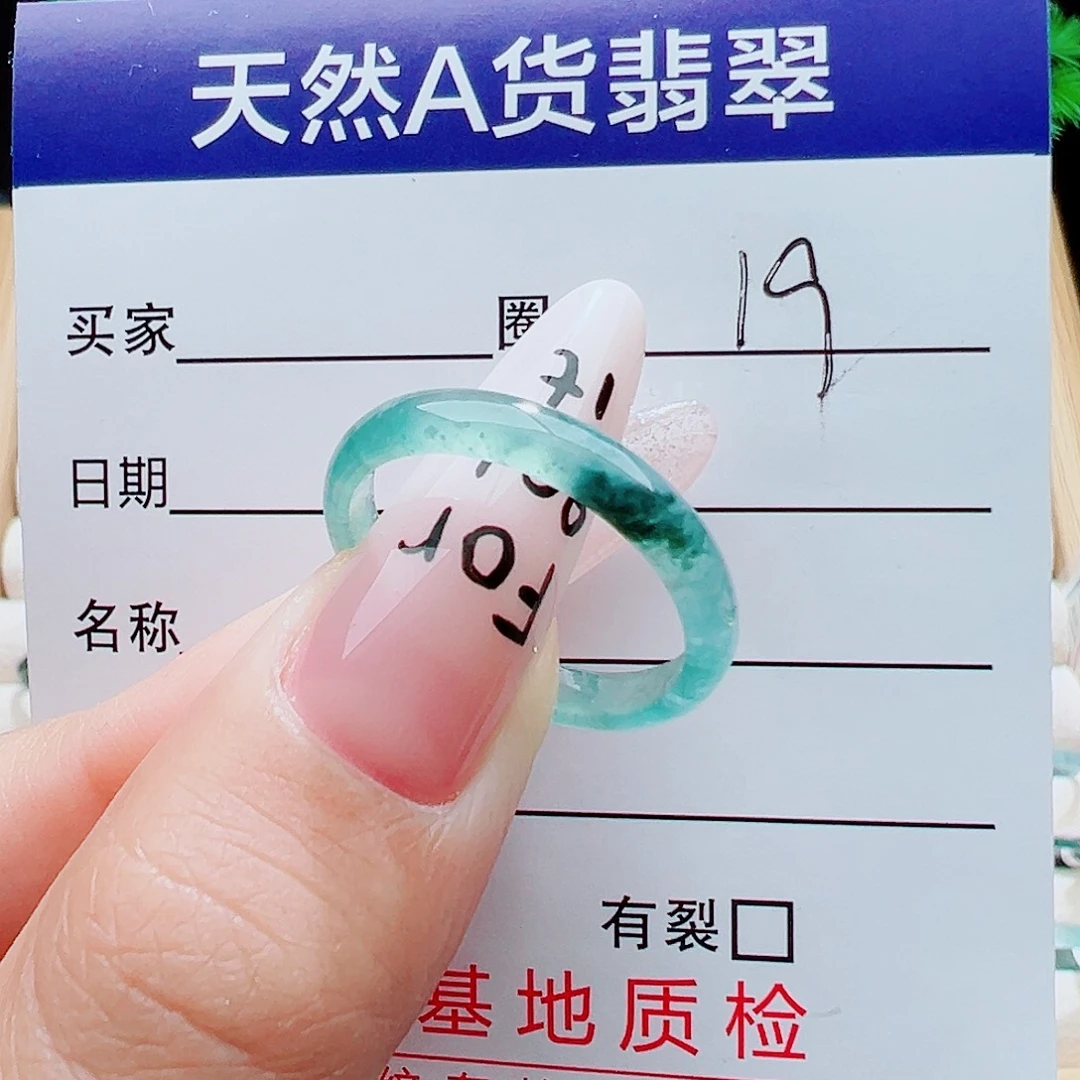 天然A货翡翠
买家 圈 19
日期
名称
有裂
基地质检
For